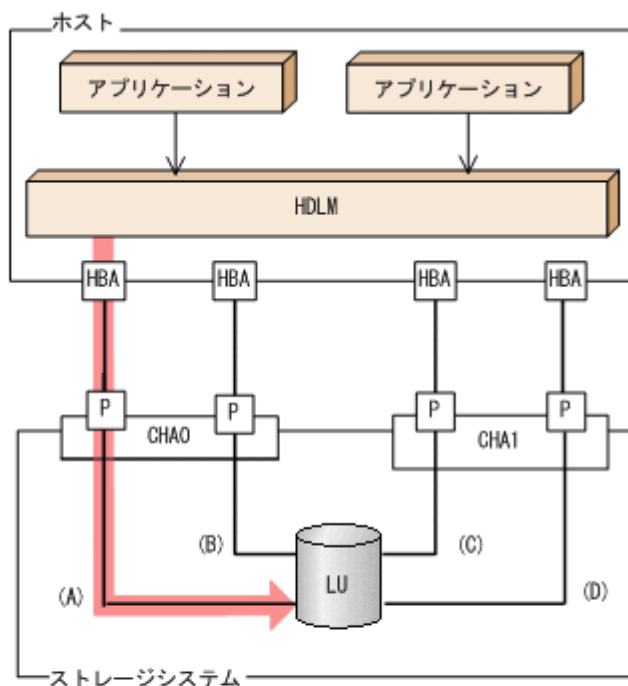 ホスト
アプリケーション
アプリケーション
HDLM
HBA
HBA
HBA
HBA
P
P
P
P
CHA0
CHA1
(B)
(C)
LU
(A)
(D)
ストレージシステム